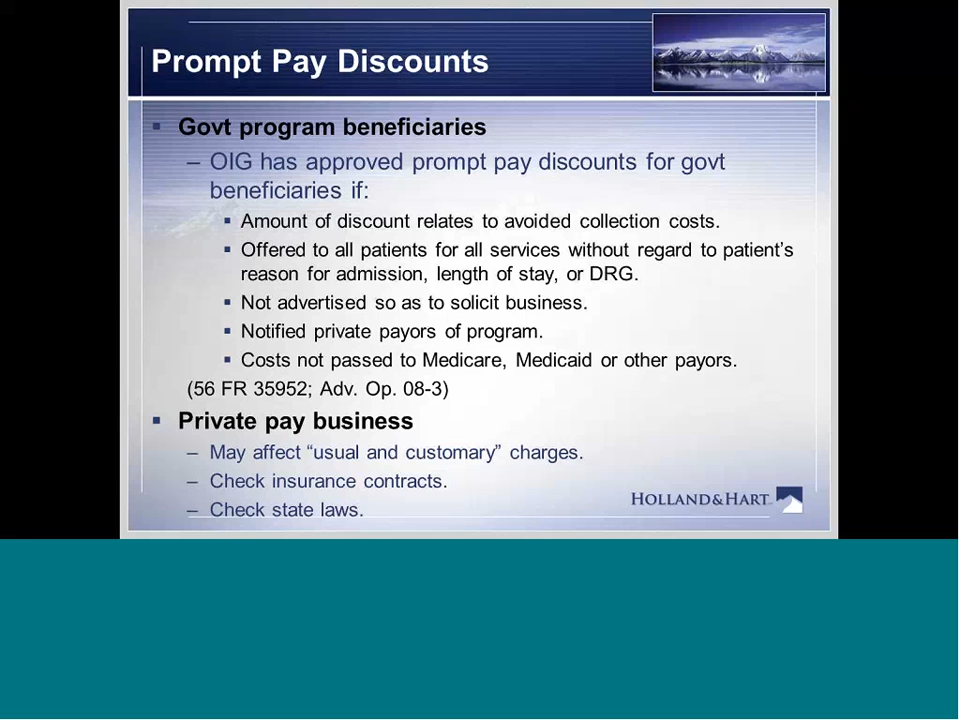 Prompt Pay Discounts
▪ Govt program beneficiaries
– OIG has approved prompt pay discounts for govt
beneficiaries if:
▪ Amount of discount relates to avoided collection costs.
▪ Offered to all patients for all services without regard to patient’s
reason for admission, length of stay, or DRG.
▪ Not advertised so as to solicit business.
▪ Notified private payors of program.
▪ Costs not passed to Medicare, Medicaid or other payors.
(56 FR 35952; Adv. Op. 08-3)
▪ Private pay business
– May affect “usual and customary” charges.
– Check insurance contracts.
– Check state laws.
HOLLAND&HART